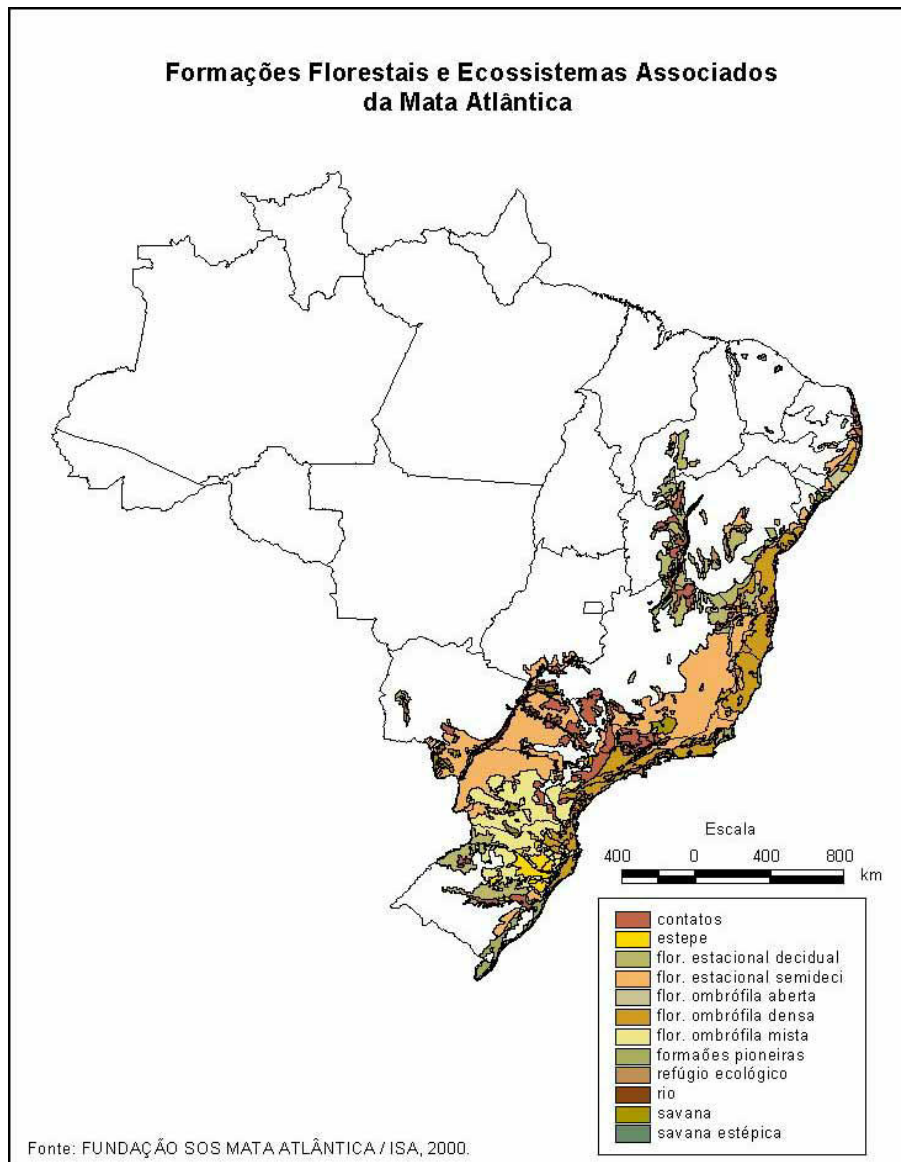 Formações Florestais e Ecossistemas Associados
da Mata Atlântica
Escala
400 0 400 800
km
contatos
estepe
flor. estacional decidual
flor. estacional semideci
flor. ombrófila aberta
flor. ombrófila densa
flor. ombrófila mista
formaões pioneiras
refúgio ecológico
rio
savana
savana estépica
Fonte: FUNDAÇÃO SOS MATA ATLÂNTICA / ISA, 2000.